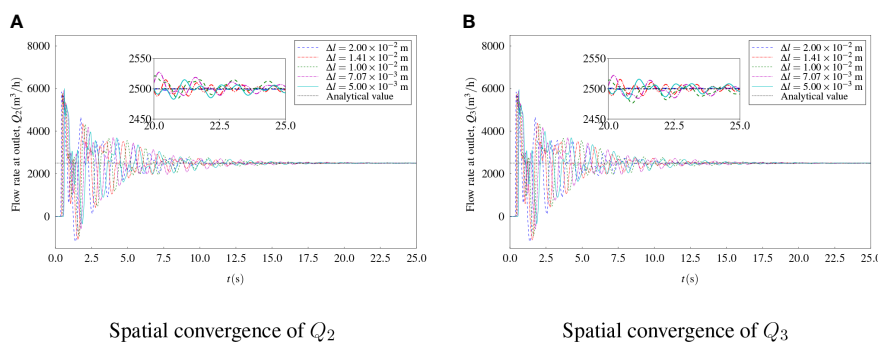 A
Flow rate at outlet, Q₂(m³/h)
8000
6000
4000
2000
0
0.0 2.5 5.0 7.5 10.0 12.5 15.0 17.5 20.0 22.5 25.0
t(s)
2550
2500
2450
20.0 22.5 25.0
Δl = 2.00 × 10⁻² m
Δl = 1.41 × 10⁻² m
Δl = 1.00 × 10⁻² m
Δl = 7.07 × 10⁻³ m
Δl = 5.00 × 10⁻³ m
Analytical value
Spatial convergence of Q₂
B
Flow rate at outlet, Q₃(m³/h)
8000
6000
4000
2000
0
0.0 2.5 5.0 7.5 10.0 12.5 15.0 17.5 20.0 22.5 25.0
t(s)
2550
2500
2450
20.0 22.5 25.0
Δl = 2.00 × 10⁻² m
Δl = 1.41 × 10⁻² m
Δl = 1.00 × 10⁻² m
Δl = 7.07 × 10⁻³ m
Δl = 5.00 × 10⁻³ m
Analytical value
Spatial convergence of Q₃